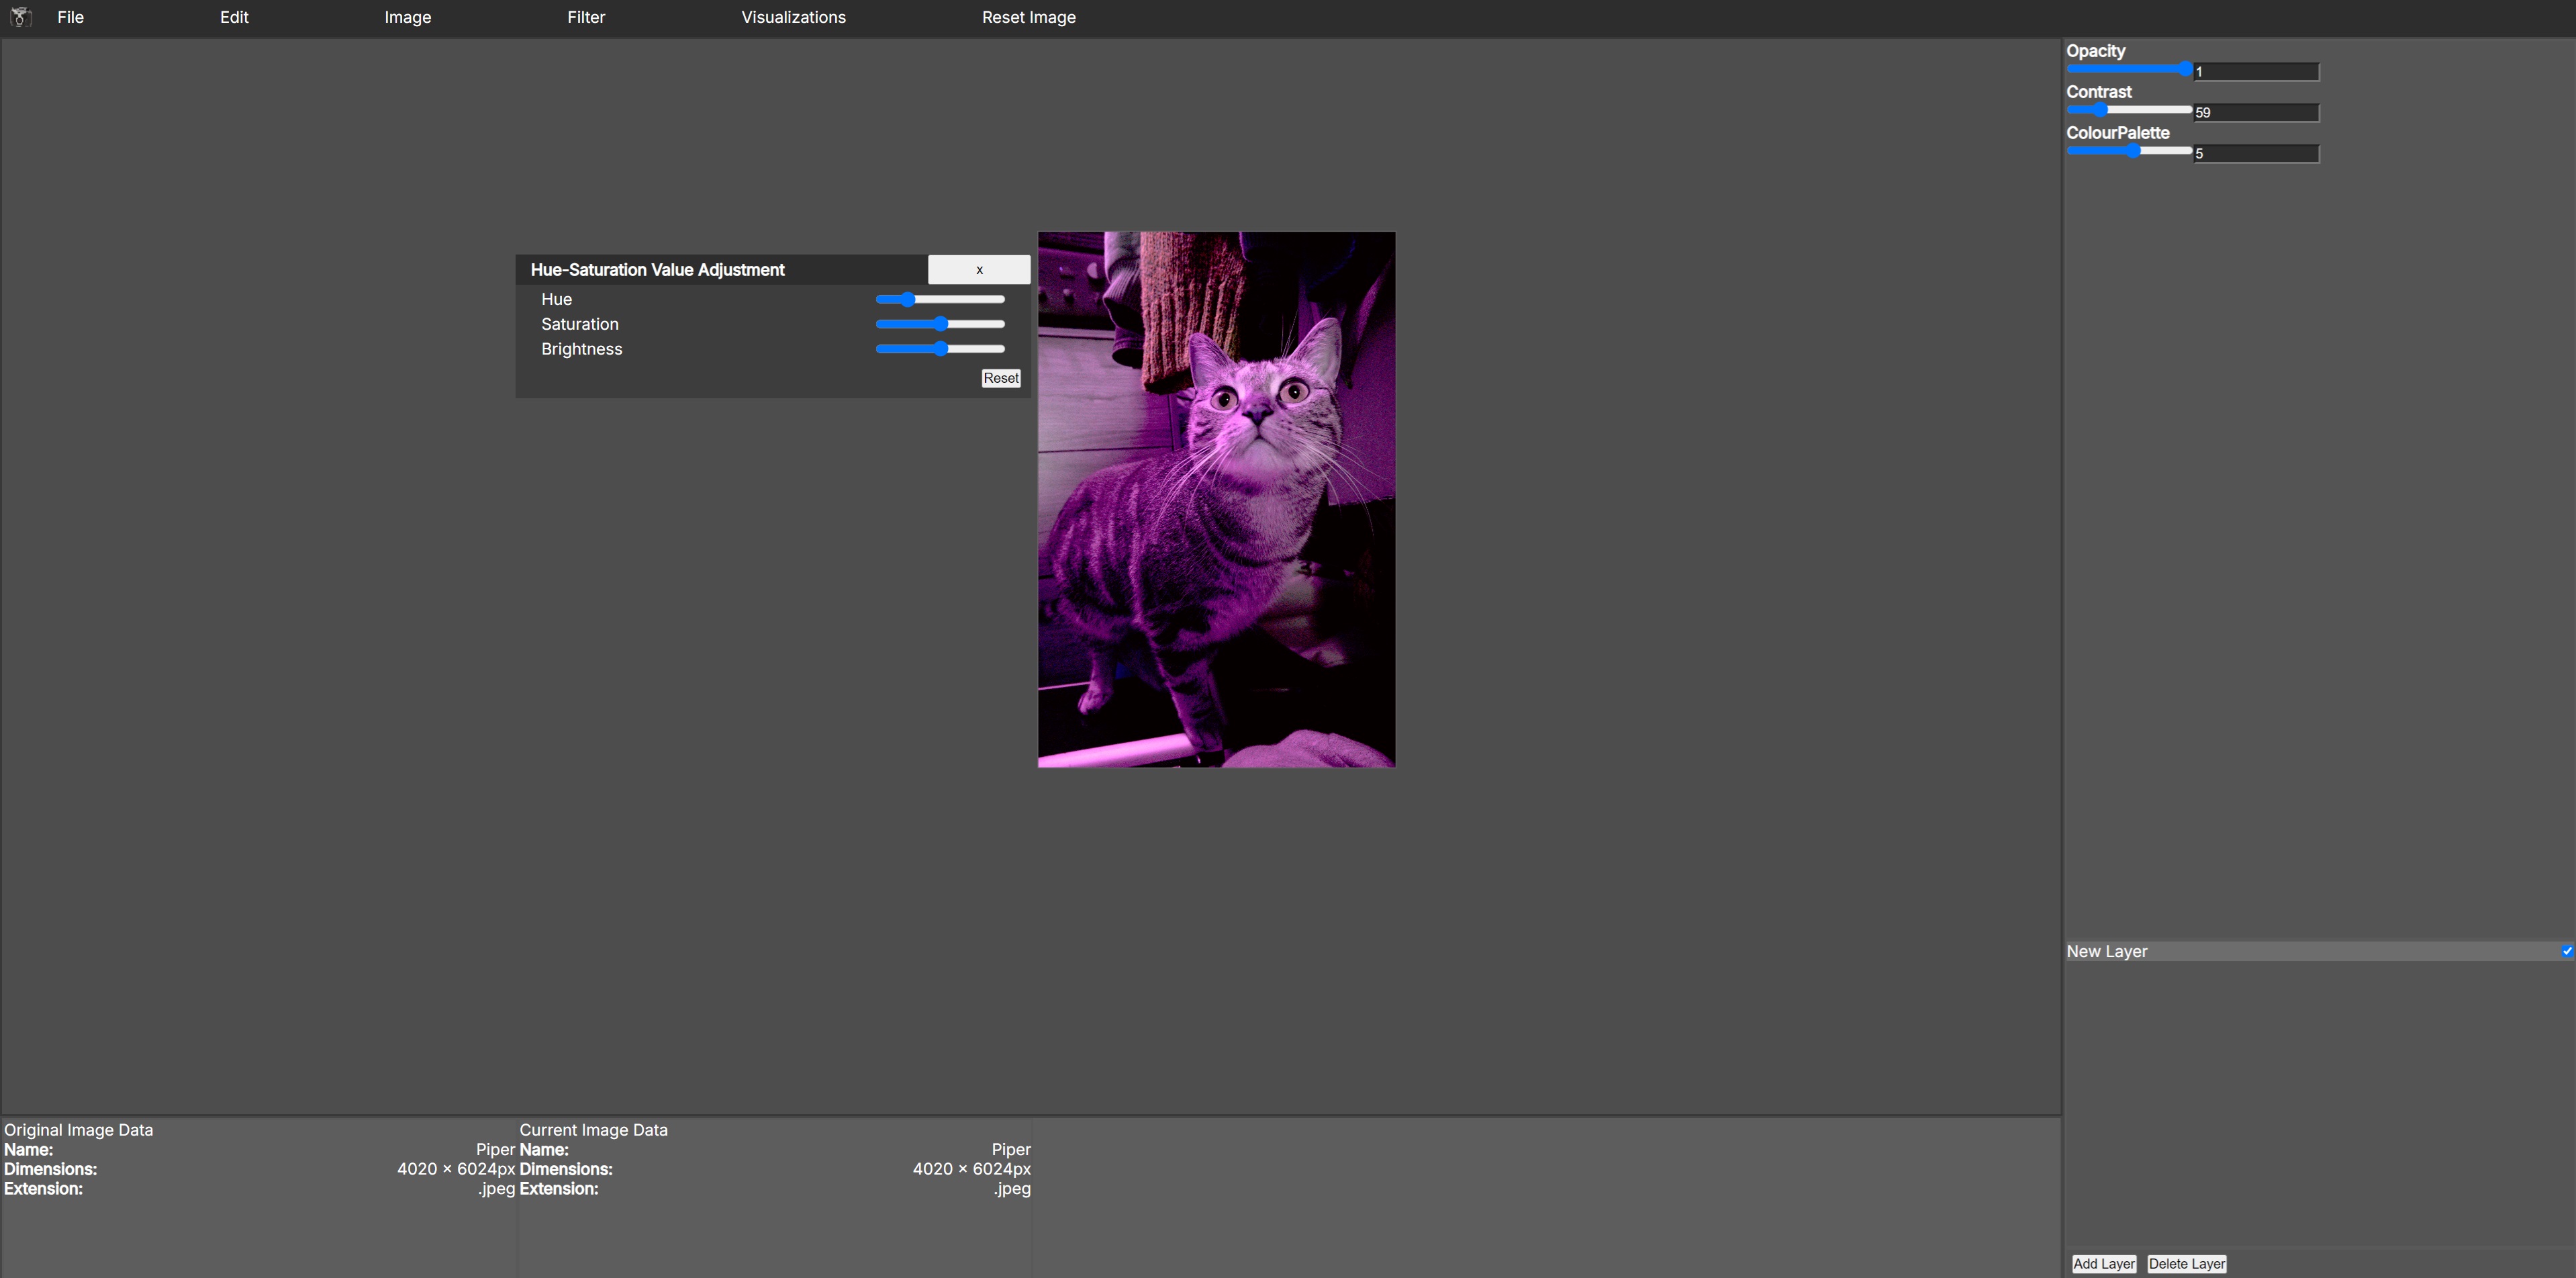 File Edit Image Filter Visualizations Reset Image
Opacity
1
Contrast
59
ColourPalette
5
Hue-Saturation Value Adjustment x
Hue
Saturation
Brightness
Reset
New Layer
Original Image Data
Name: Piper
Dimensions: 4020 × 6024px
Extension: .jpeg
Current Image Data
Name: Piper
Dimensions: 4020 × 6024px
Extension: .jpeg
Add Layer Delete Layer